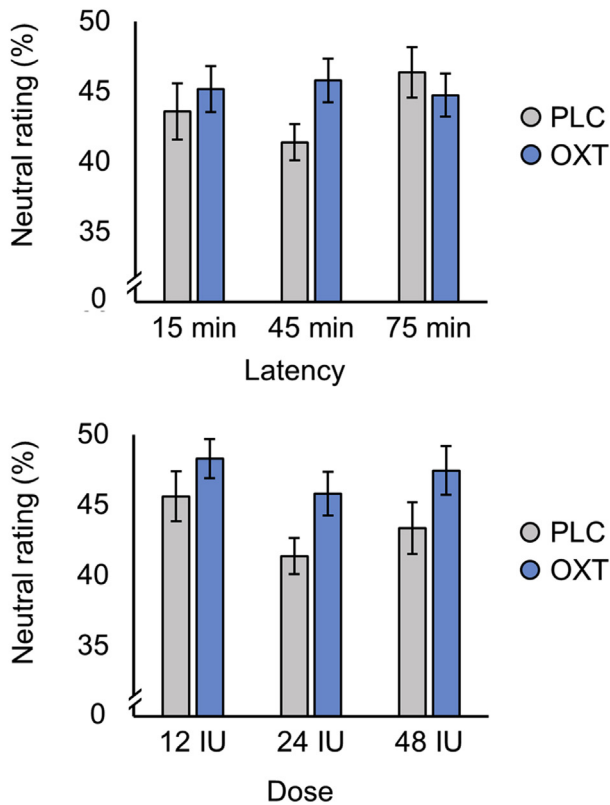 Neutral rating (%)
50
45
40
35
0
15 min 45 min 75 min
Latency
PLC
OXT
Neutral rating (%)
50
45
40
35
0
12 IU 24 IU 48 IU
Dose
PLC
OXT